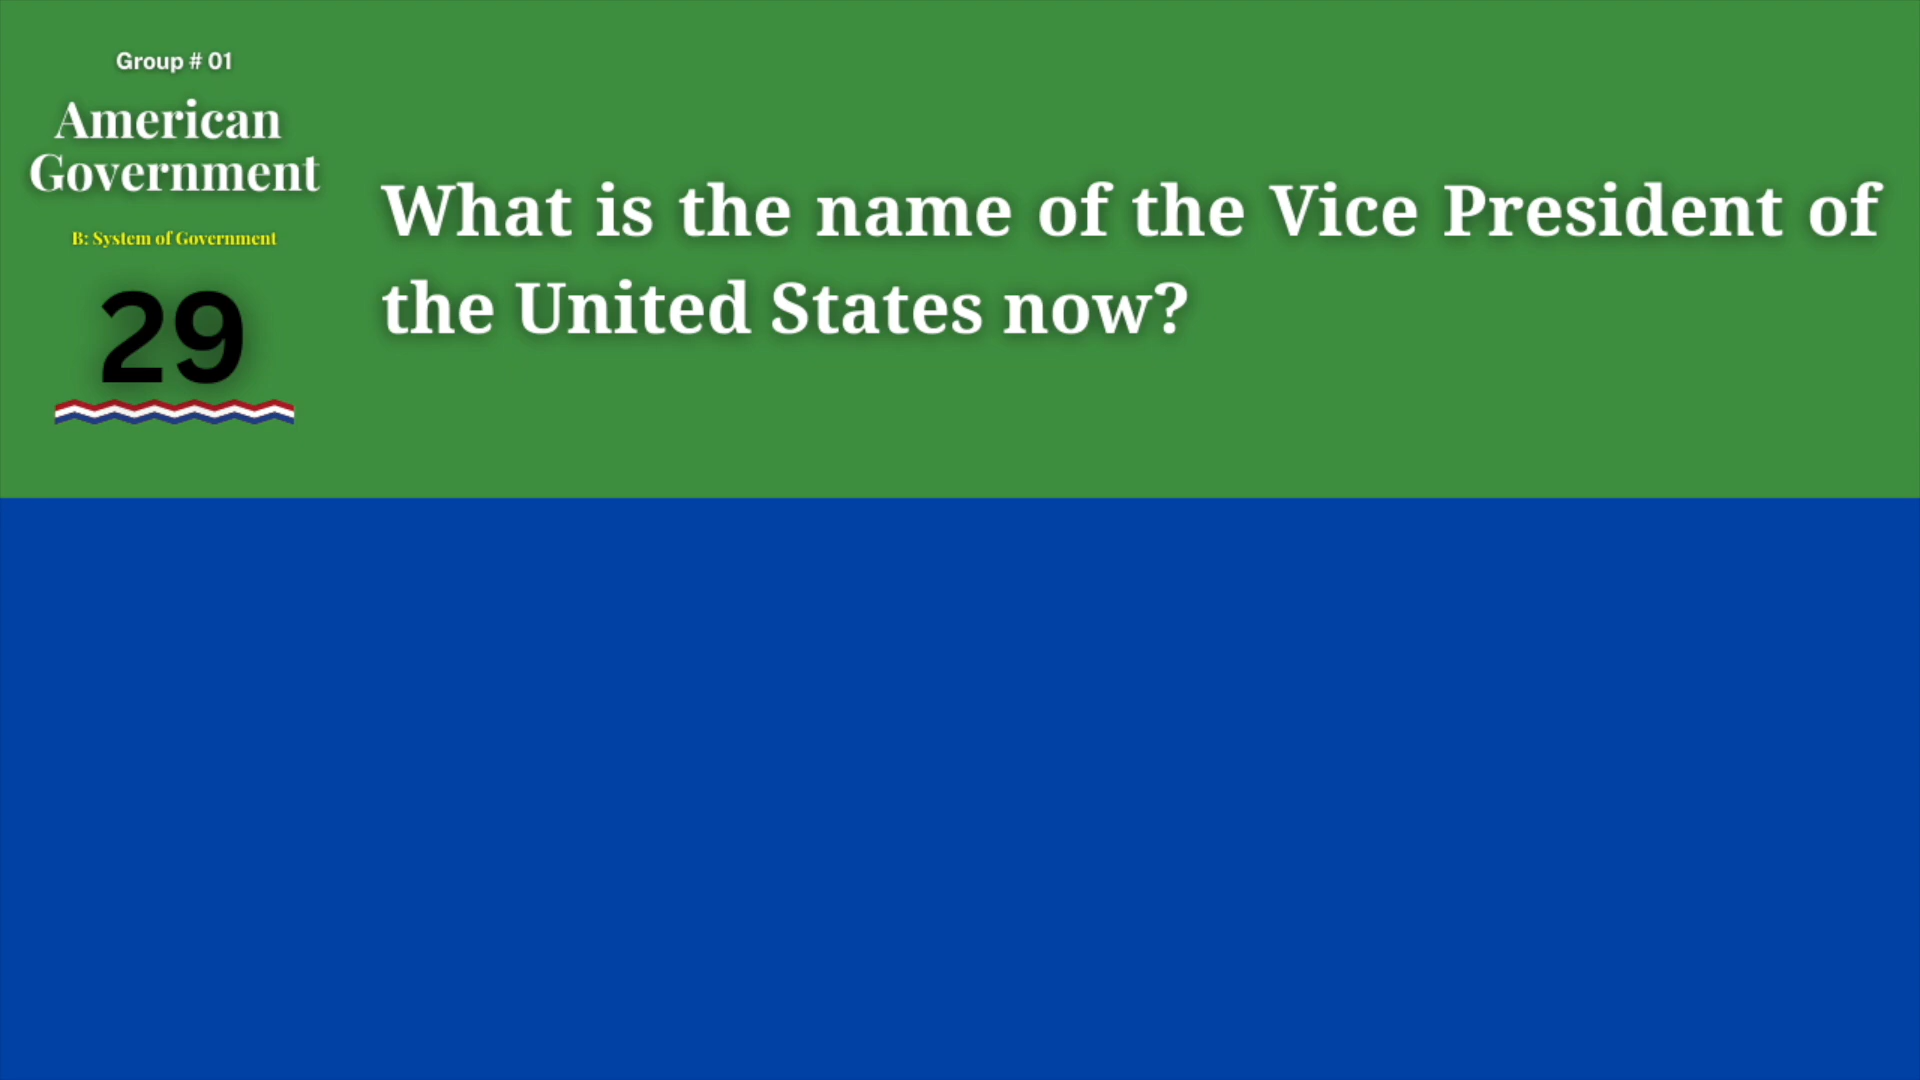 Group # 01
American
Government
B: System of Government
29
What is the name of the Vice President of
the United States now?